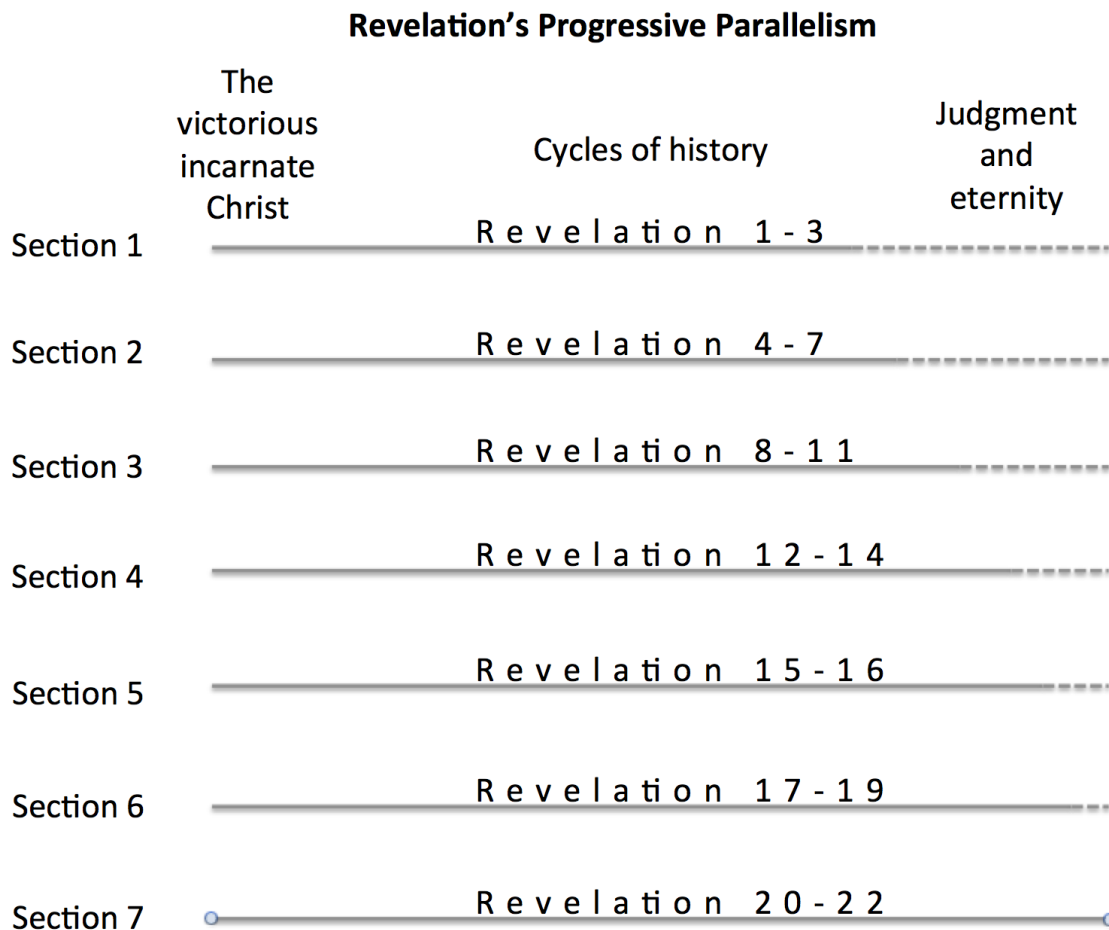 Revelation's Progressive Parallelism
The
victorious
incarnate
Christ
Cycles of history
Judgment
and
eternity
Section 1
Revelation 1-3
Section 2
Revelation 4-7
Section 3
Revelation 8-11
Section 4
Revelation 12-14
Section 5
Revelation 15-16
Section 6
Revelation 17-19
Section 7
Revelation 20-22